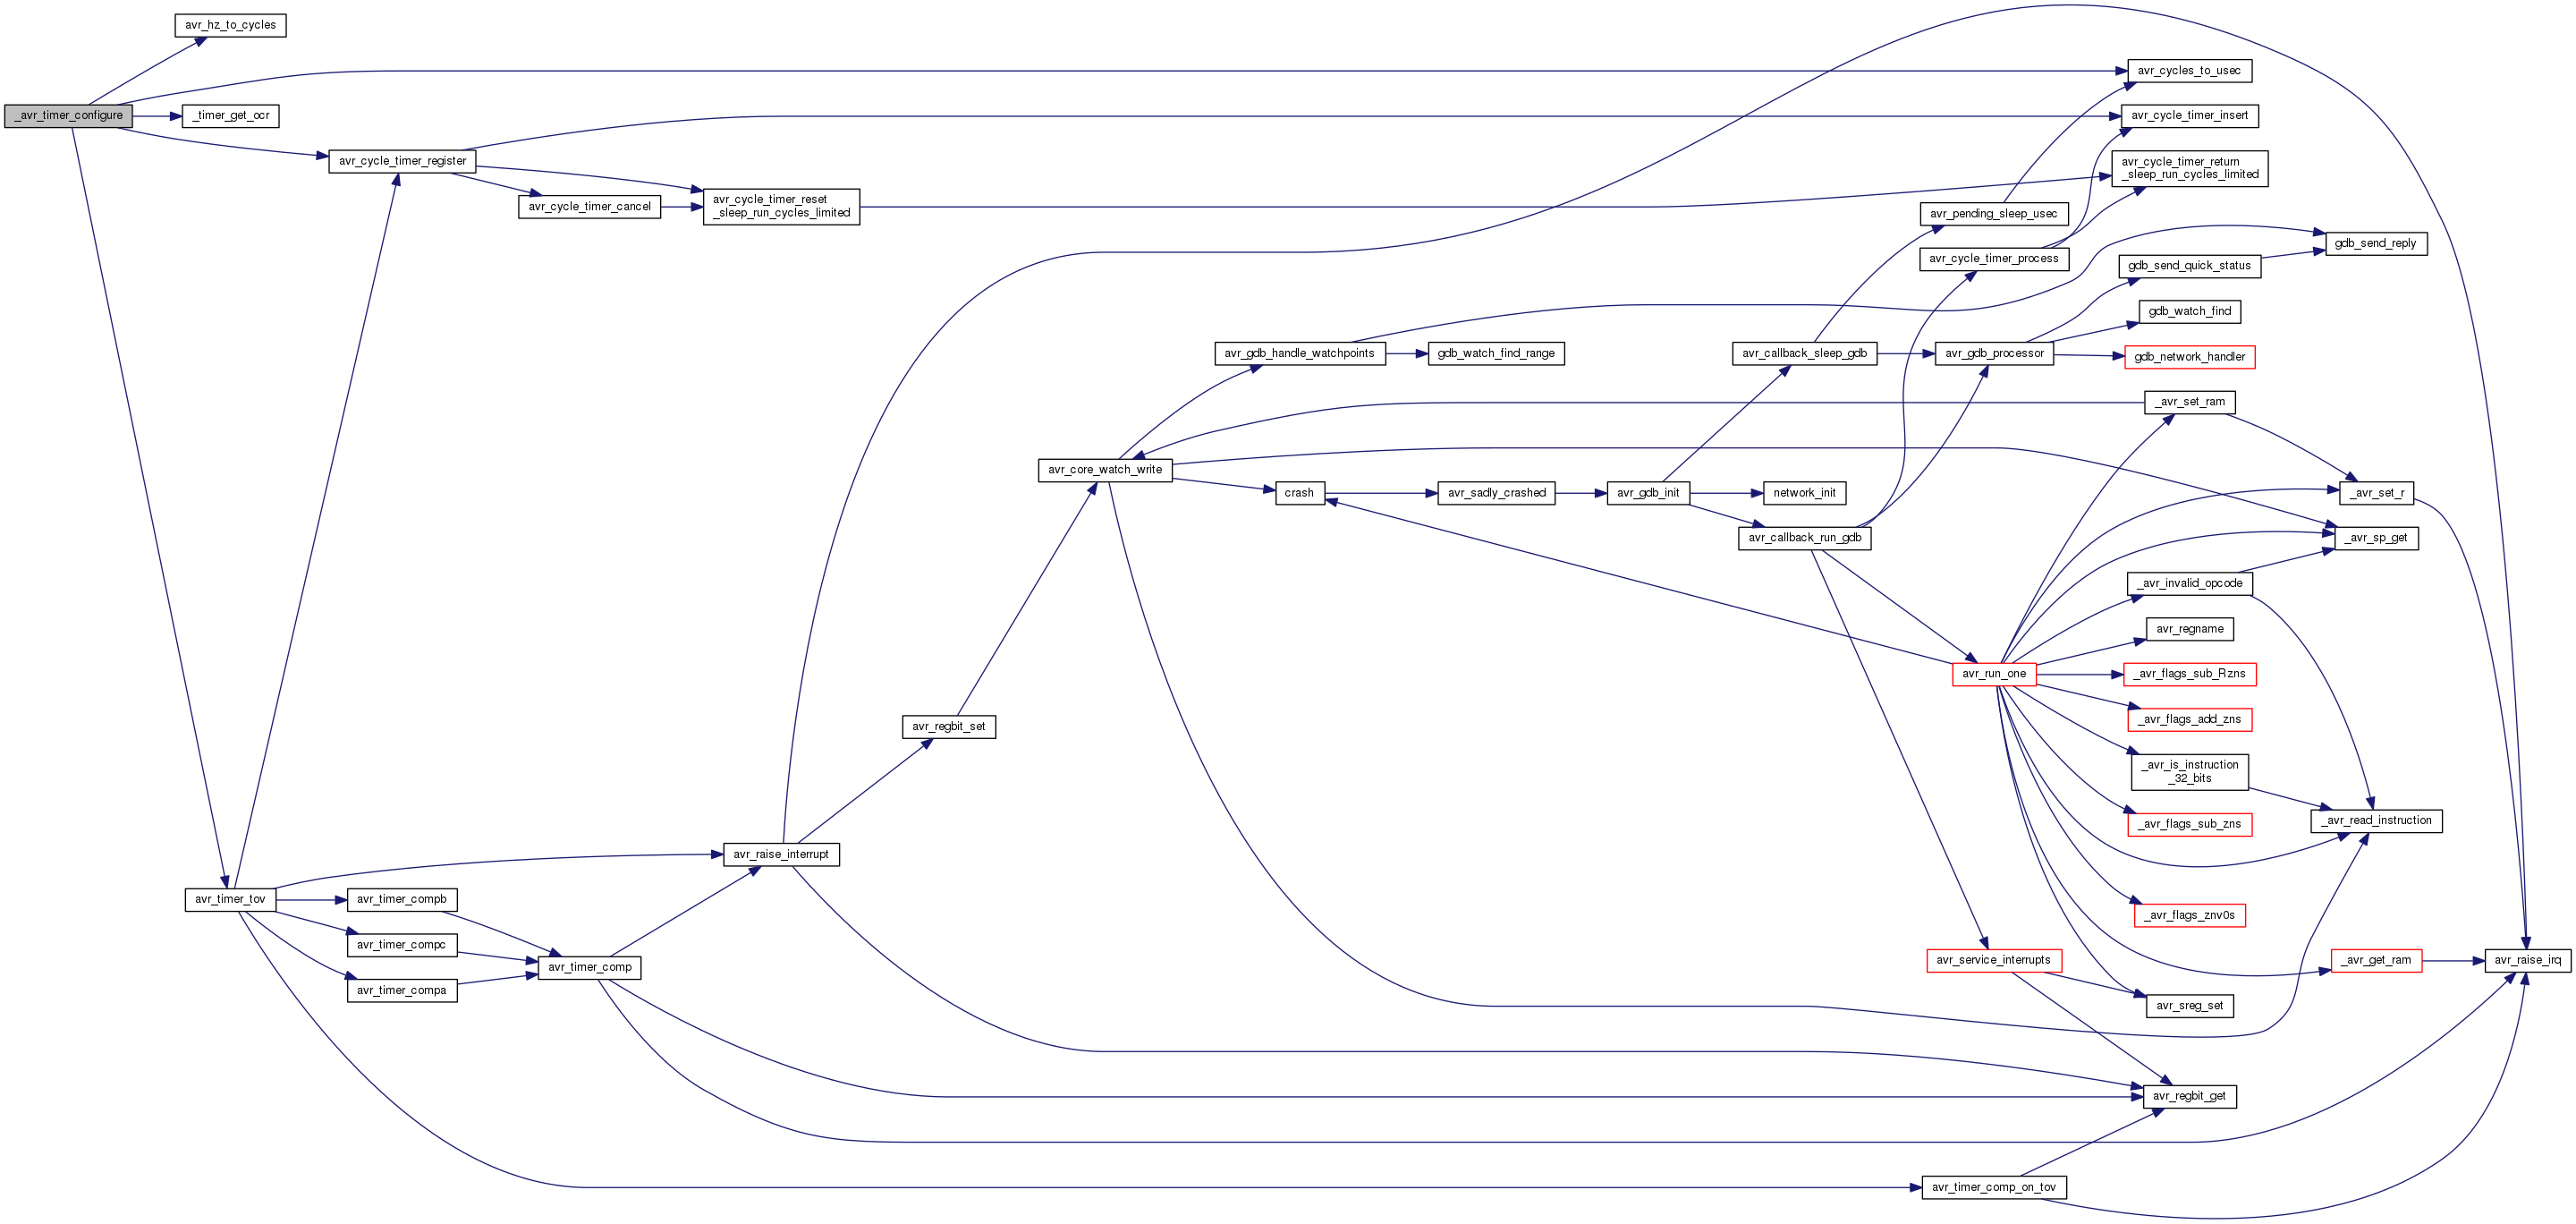 avr_hz_to_cycles
_avr_timer_configure
_timer_get_ocr
avr_cycle_timer_register
avr_cycle_timer_cancel
avr_cycle_timer_reset
_sleep_run_cycles_limited
avr_timer_tov
avr_timer_compb
avr_timer_compc
avr_timer_compa
avr_timer_comp
avr_raise_interrupt
avr_regbit_set
avr_core_watch_write
avr_gdb_handle_watchpoints
gdb_watch_find_range
crash
avr_sadly_crashed
avr_gdb_init
network_init
avr_callback_sleep_gdb
avr_callback_run_gdb
avr_pending_sleep_usec
avr_cycle_timer_process
avr_gdb_processor
avr_run_one
avr_service_interrupts
avr_timer_comp_on_tov
avr_cycles_to_usec
avr_cycle_timer_insert
avr_cycle_timer_return
_sleep_run_cycles_limited
gdb_send_reply
gdb_send_quick_status
gdb_watch_find
gdb_network_handler
_avr_set_ram
_avr_set_r
_avr_sp_get
_avr_invalid_opcode
avr_regname
_avr_flags_sub_Rzns
_avr_flags_add_zns
_avr_is_instruction
_32_bits
_avr_flags_sub_zns
_avr_read_instruction
_avr_flags_znv0s
_avr_get_ram
avr_raise_irq
avr_sreg_set
avr_regbit_get